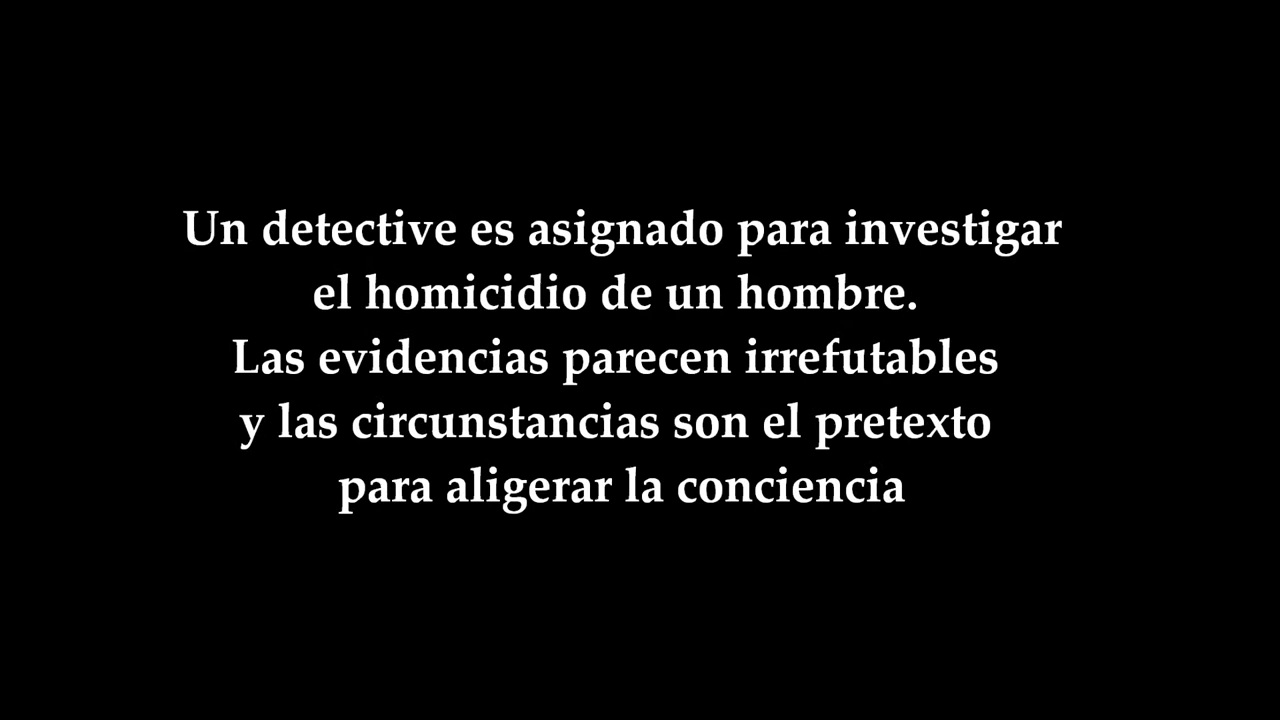 Un detective es asignado para investigar
el homicidio de un hombre.
Las evidencias parecen irrefutables
y las circunstancias son el pretexto
para aligerar la conciencia